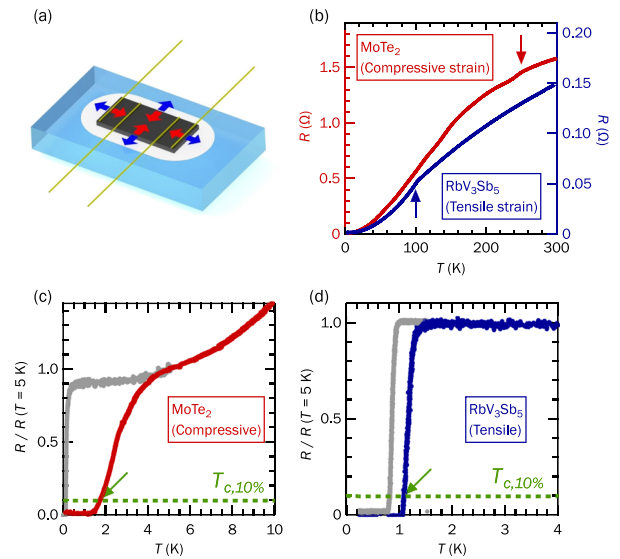 (a)
(b)
MoTe2
(Compressive strain)
RbV3Sb5
(Tensile strain)
1.5
1.0
0.5
0
R (Ω)
0.20
0.15
0.10
0.05
0
R (Ω)
0 100 200 300
T (K)
(c)
R / R (T = 5 K)
1.0
0.5
0.0
MoTe2
(Compressive)
Tc,10%
0 2 4 6 8 10
T (K)
(d)
R / R (T = 5 K)
1.0
0.5
0.0
RbV3Sb5
(Tensile)
Tc,10%
0 1 2 3 4
T (K)